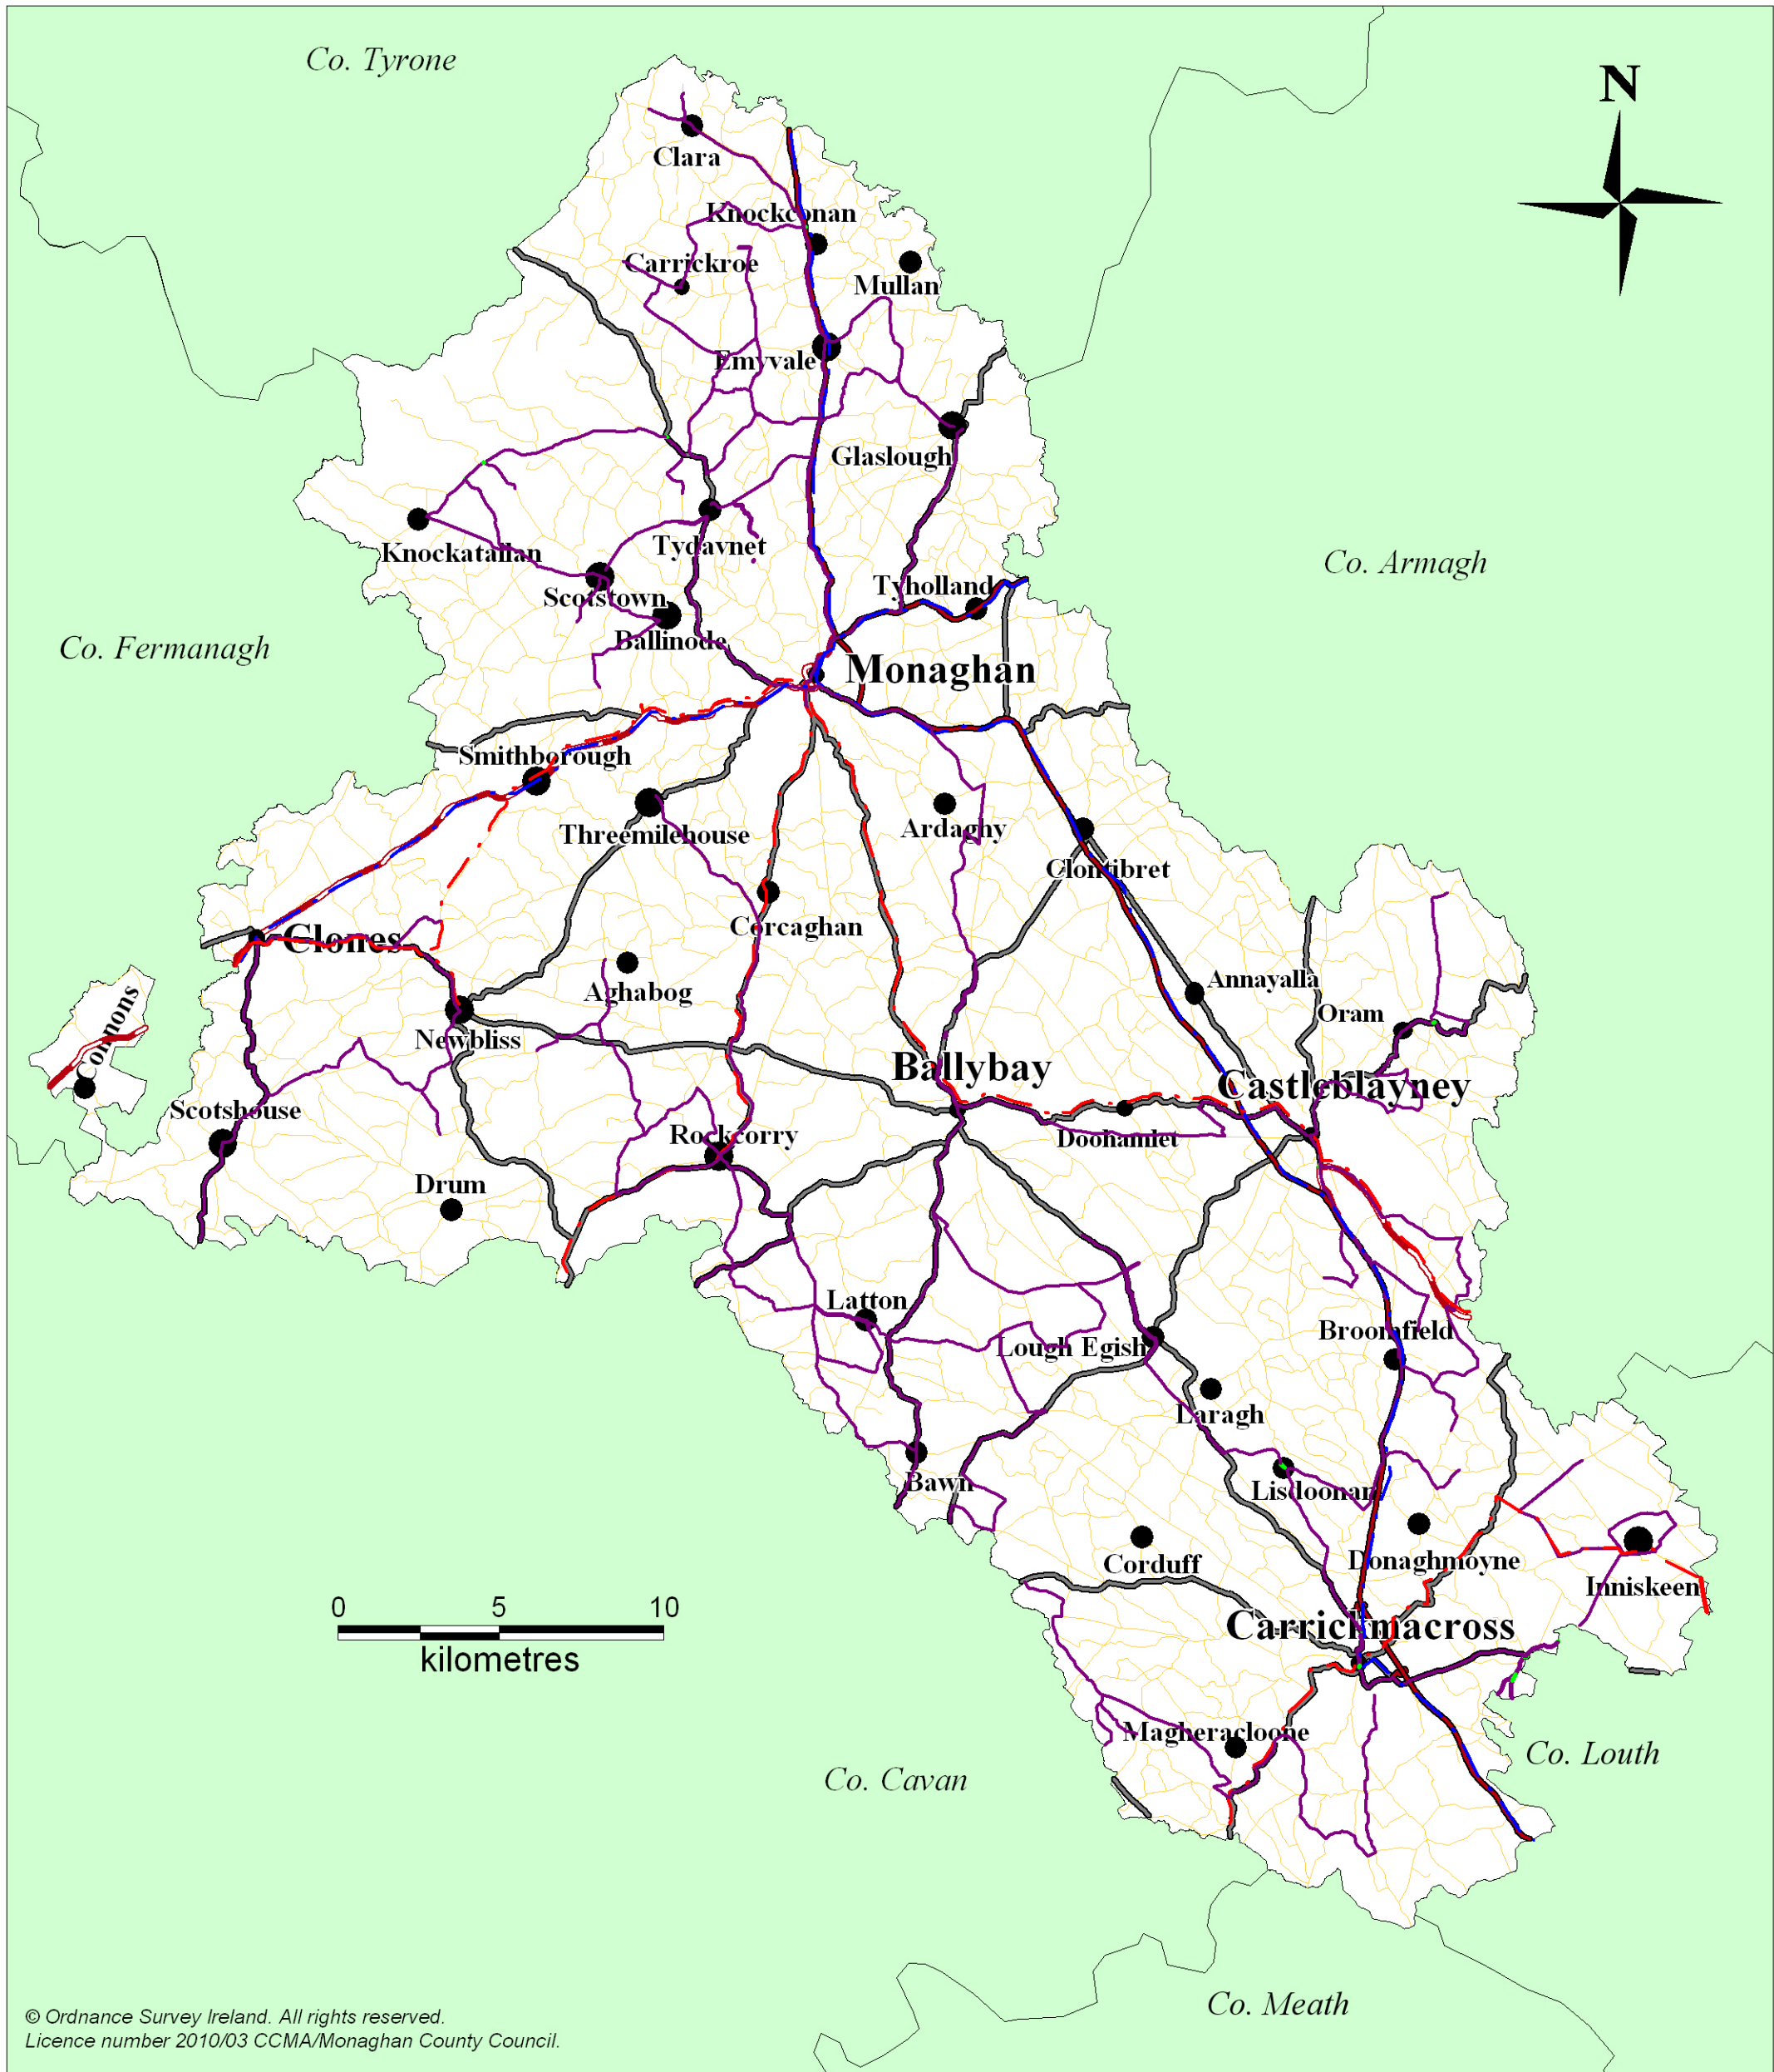 Co. Tyrone
N
Clara
Knockconan
Carrickroe
Mullan
Emyvale
Glaslough
Knockatallan
Tydavnet
Co. Armagh
Scotstown
Tyholland
Ballinode
Co. Fermanagh
Monaghan
Smithborough
Threemilehouse
Ardaghy
Clontibret
Corcaghan
Clones
Aghabog
Annayalla
Commons
Oram
Newbliss
Ballybay
Castleblayney
Scotshouse
Rockcorry
Doohamlet
Drum
Latton
Broomfield
Lough Egish
Laragh
Bawn
Lisdoonan
Corduff
Donaghmoyne
Inniskeen
0 5 10
kilometres
Carrickmacross
Magheracloone
Co. Louth
Co. Cavan
Co. Meath
© Ordnance Survey Ireland. All rights reserved.
Licence number 2010/03 CCMA/Monaghan County Council.